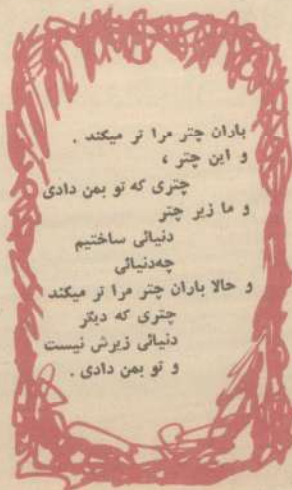 باران چتر مرا تر میکند .
و این چتر ،
چتری که تو بمن دادی
و ما زیر چتر
دنیائی ساختیم
چه‌دنیائی
و حالا باران چتر مرا تر میکند
چتری که دیگر
دنیائی زیرش نیست
و تو بمن دادی .